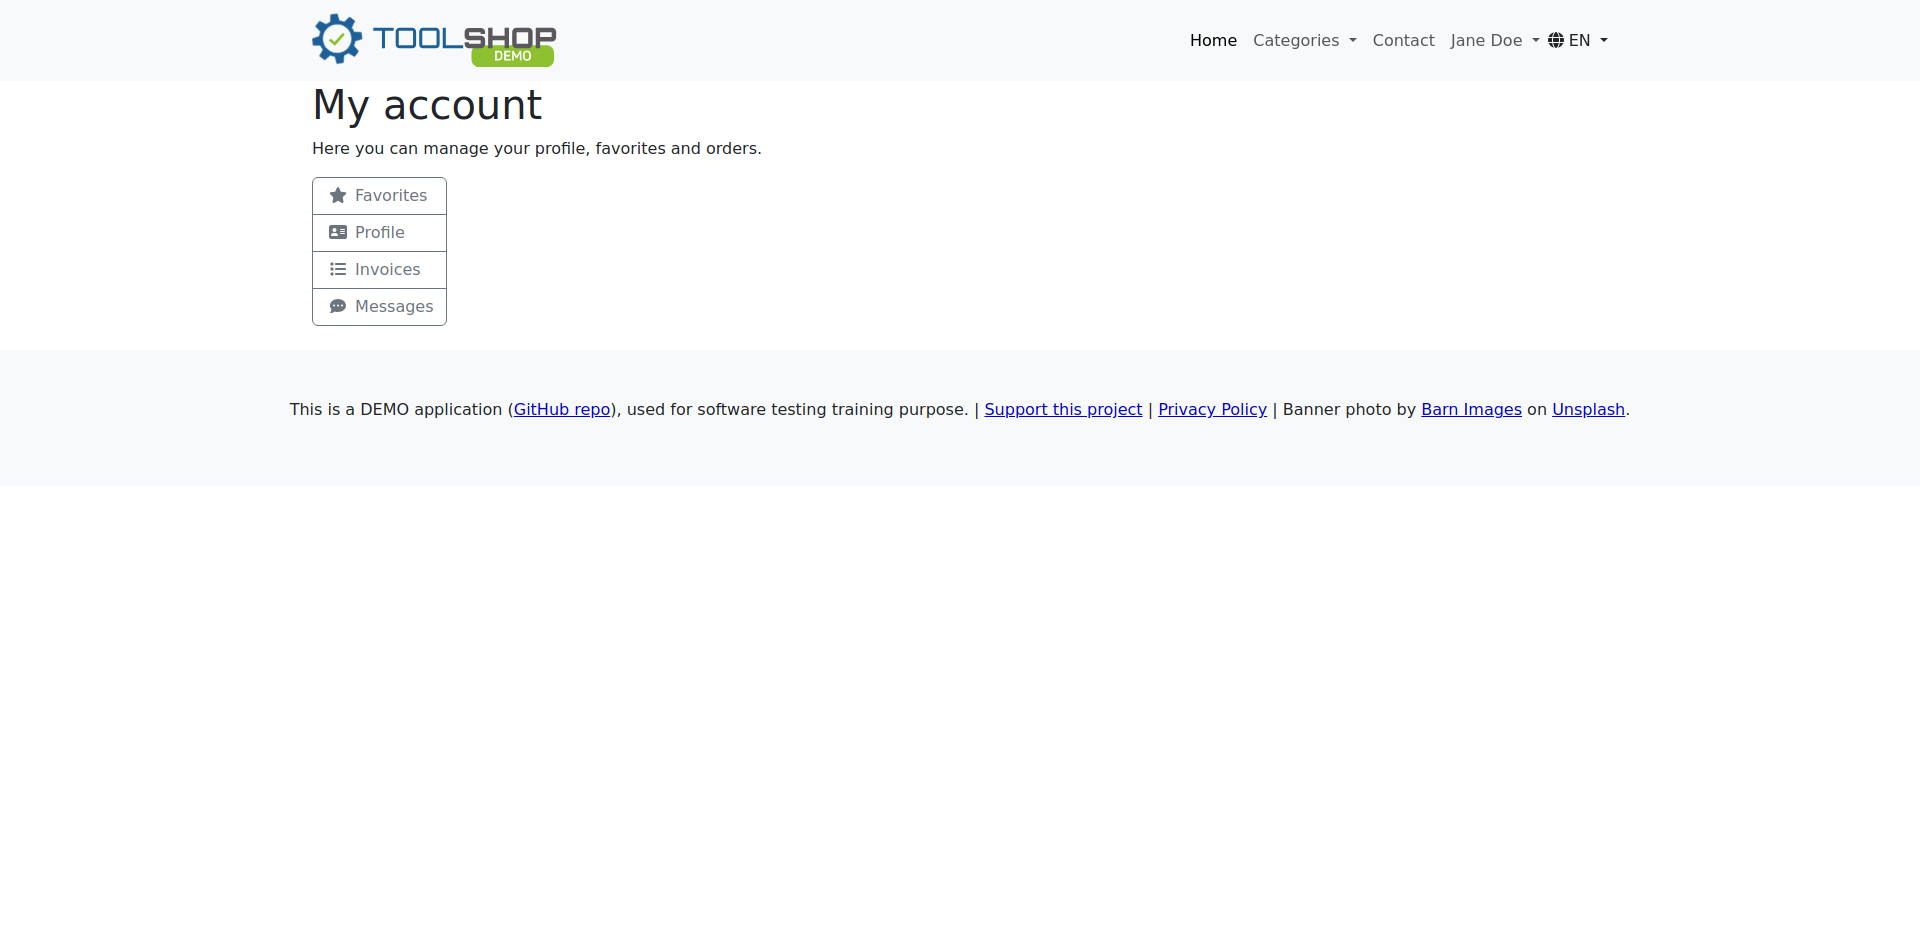 TOOLSHOP
DEMO
Home Categories Contact Jane Doe EN
My account
Here you can manage your profile, favorites and orders.
Favorites
Profile
Invoices
Messages
This is a DEMO application (GitHub repo), used for software testing training purpose. | Support this project | Privacy Policy | Banner photo by Barn Images on Unsplash.